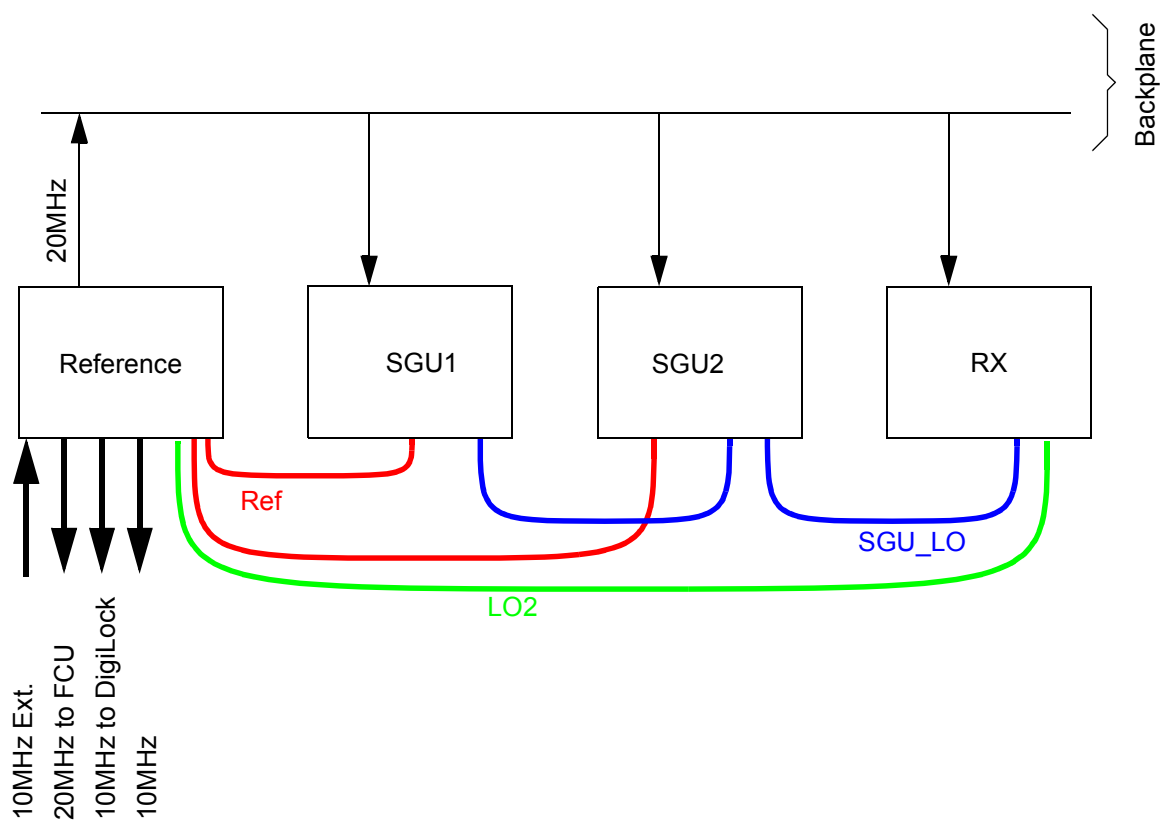 Backplane
20MHz
Reference
SGU1
SGU2
RX
Ref
SGU_LO
LO2
10MHz Ext.
20MHz to FCU
10MHz to DigiLock
10MHz